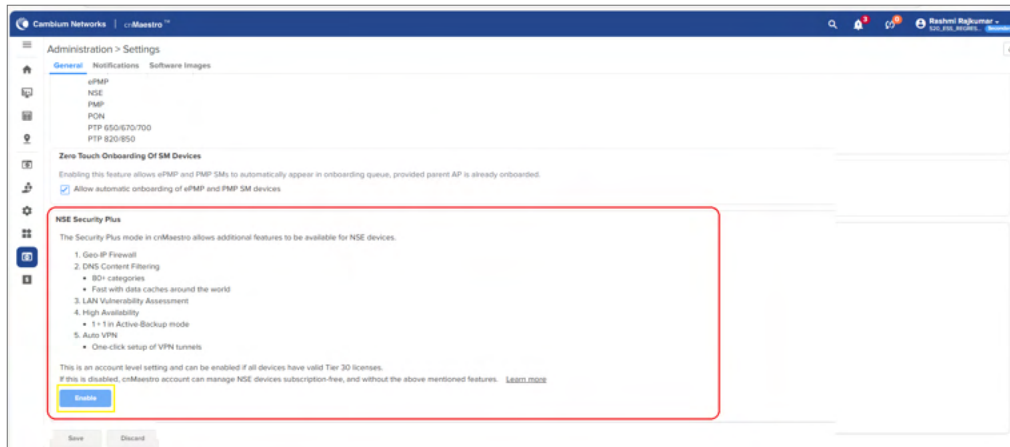 Cambium Networks | cnMaestro™
3
Rashmi Rajkumar
Administration > Settings
General Notifications Software Images
ePMP
NSE
PMP
PON
PTP 650/670/700
PTP 820/850
Zero Touch Onboarding Of SM Devices
Enabling this feature allows ePMP and PMP SMs to automatically appear in onboarding queue, provided parent AP is already onboarded.
Allow automatic onboarding of ePMP and PMP SM devices
NSE Security Plus
The Security Plus mode in cnMaestro allows additional features to be available for NSE devices.
1. Geo-IP Firewall
2. DNS Content Filtering
• 80+ categories
• Fast with data caches around the world
3. LAN Vulnerability Assessment
4. High Availability
• 1+1 in Active-Backup mode
5. Auto VPN
• One-click setup of VPN tunnels
This is an account level setting and can be enabled if all devices have valid Tier 30 licenses.
If this is disabled, cnMaestro account can manage NSE devices subscription-free, and without the above mentioned features. Learn more
Enable
Save Discard